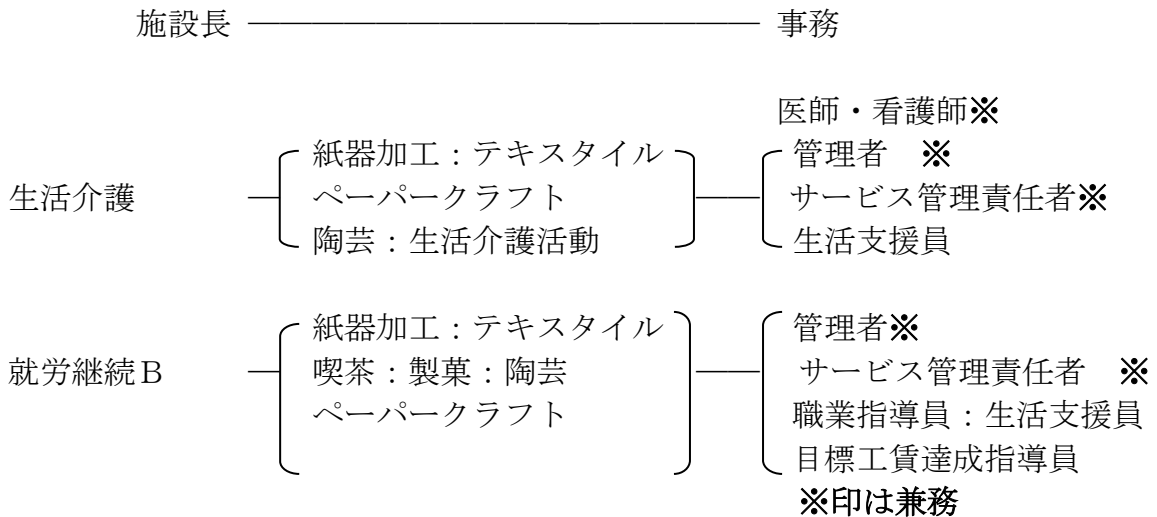 施設長 事務
医師・看護師※
紙器加工：テキスタイル 管理者　※
生活介護 ペーパークラフト サービス管理責任者※
陶芸：生活介護活動 生活支援員
紙器加工：テキスタイル 管理者※
就労継続Ｂ 喫茶：製菓：陶芸 サービス管理責任者　※
ペーパークラフト 職業指導員：生活支援員
目標工賃達成指導員
※印は兼務